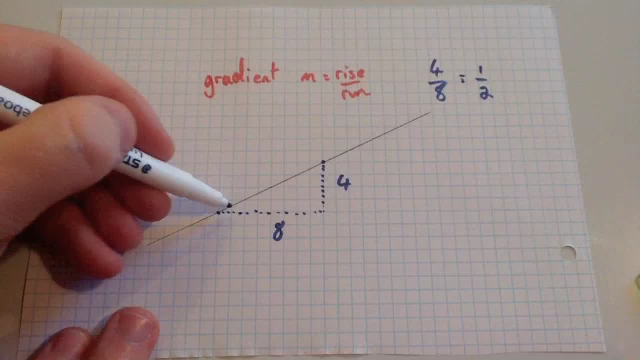 gradient m = rise/run 4/8 = 1/2
4
8